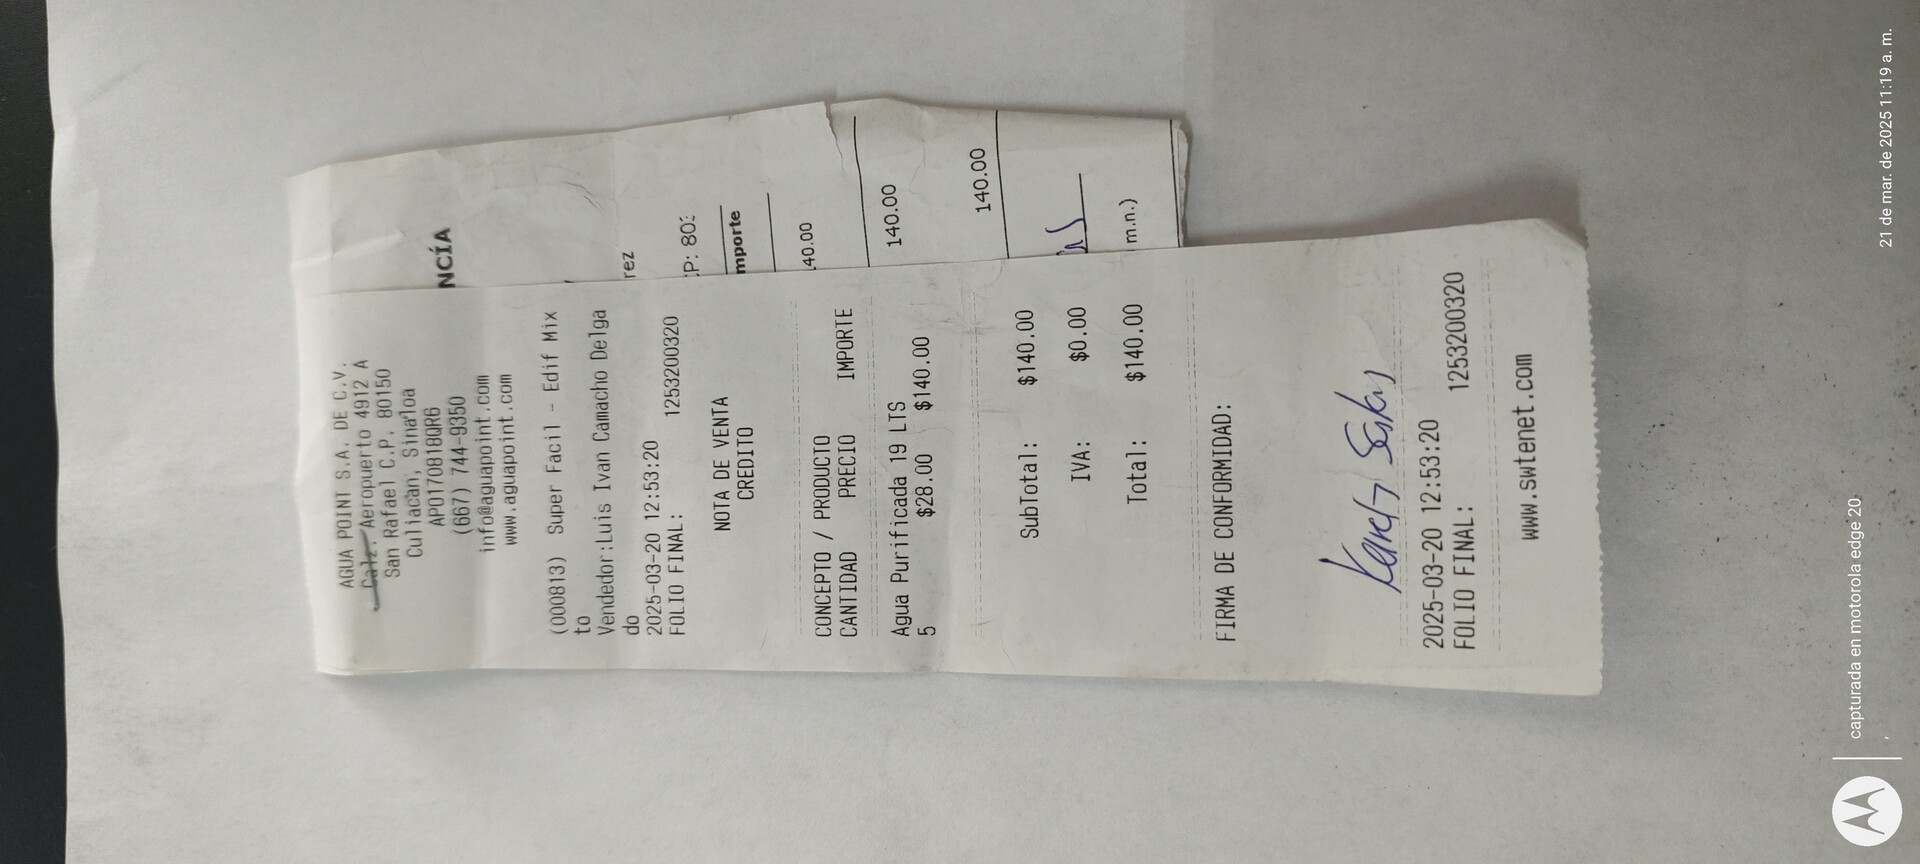 AGUA POINT S.A. DE C.V.
Calz. Aeropuerto 4912 A
San Rafael C.P. 80150
Culiacán, Sinaloa
APO170818QR6
(667) 744-9350
info@aguapoint.com
www.aguapoint.com
(000813) Super Facil - Edif Mix
to
Vendedor:Luis Ivan Camacho Delga
do
2025-03-20 12:53:20
FOLIO FINAL: 1253200320
NOTA DE VENTA
CREDITO
CONCEPTO / PRODUCTO
CANTIDAD PRECIO IMPORTE
Agua Purificada 19 LTS
5 $28.00 $140.00
SubTotal: $140.00
IVA: $0.00
Total: $140.00
FIRMA DE CONFORMIDAD:
2025-03-20 12:53:20
FOLIO FINAL: 1253200320
www.swtenet.com
NCÍA
rez
CP: 80
mporte
40.00
140.00
140.00
m.n.)
capturada en motorola edge 20
21 de mar. de 2025 11:19 a. m.